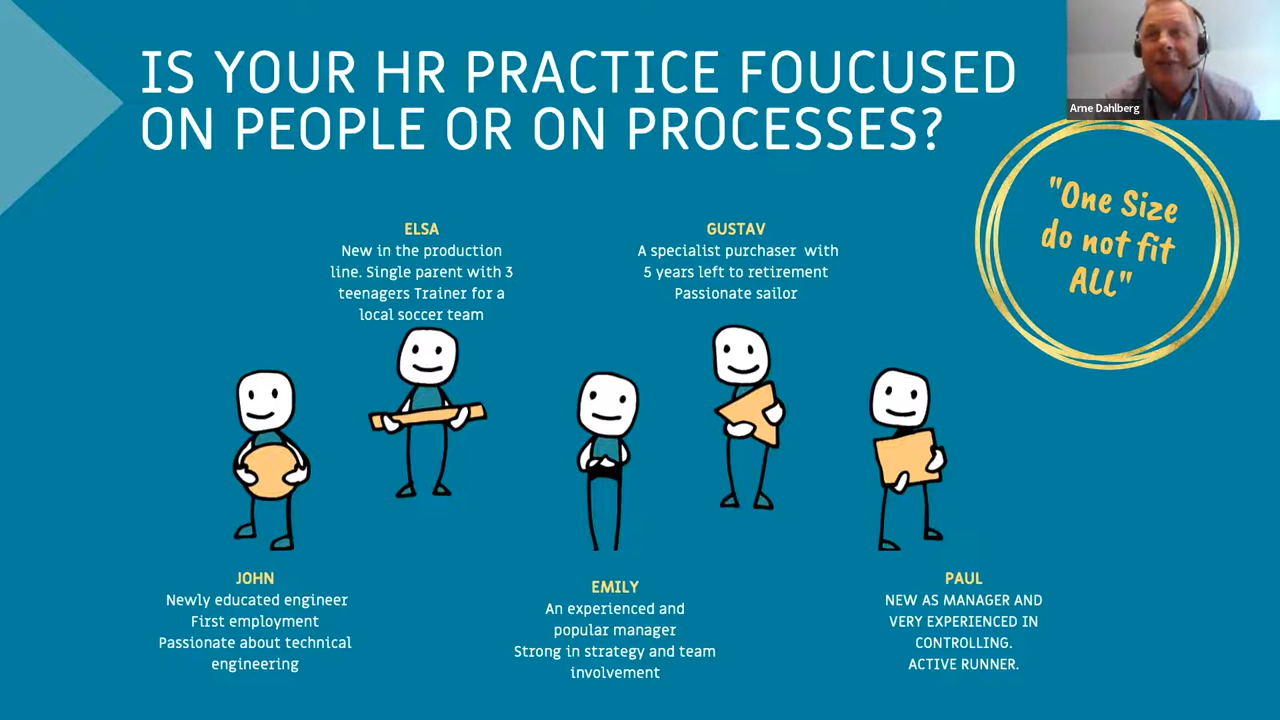 IS YOUR HR PRACTICE FOUCUSED
ON PEOPLE OR ON PROCESSES?
Arne Dahlberg
"One Size
do not fit
ALL"
ELSA
New in the production
line. Single parent with 3
teenagers Trainer for a
local soccer team
GUSTAV
A specialist purchaser with
5 years left to retirement
Passionate sailor
JOHN
Newly educated engineer
First employment
Passionate about technical
engineering
EMILY
An experienced and
popular manager
Strong in strategy and team
involvement
PAUL
NEW AS MANAGER AND
VERY EXPERIENCED IN
CONTROLLING.
ACTIVE RUNNER.